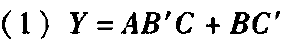 (1) Y = AB′C + BC′